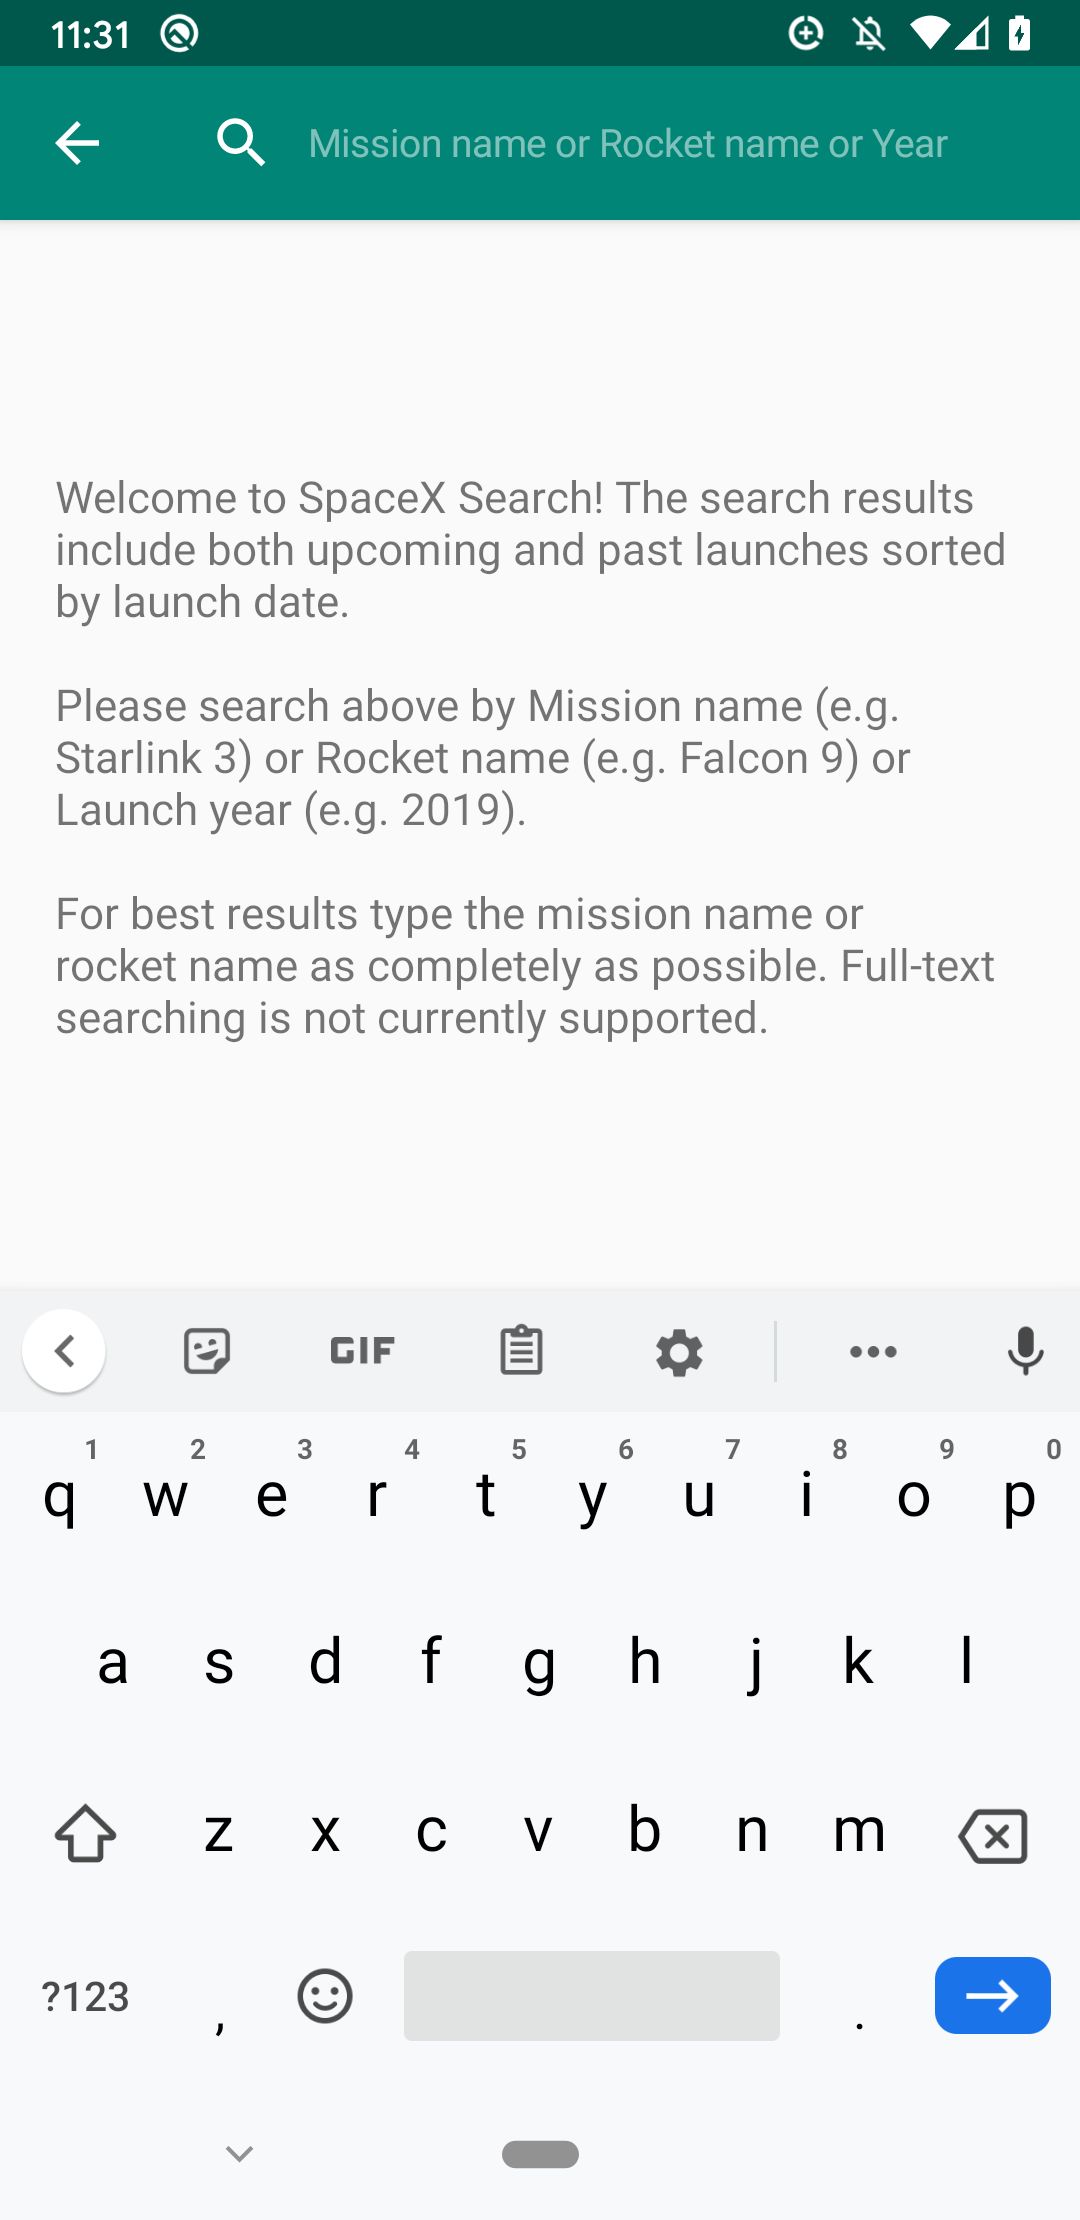 11:31
Mission name or Rocket name or Year
Welcome to SpaceX Search! The search results
include both upcoming and past launches sorted
by launch date.
Please search above by Mission name (e.g.
Starlink 3) or Rocket name (e.g. Falcon 9) or
Launch year (e.g. 2019).
For best results type the mission name or
rocket name as completely as possible. Full-text
searching is not currently supported.
GIF
1 2 3 4 5 6 7 8 9 0
q w e r t y u i o p
a s d f g h j k l
z x c v b n m
?123 , .